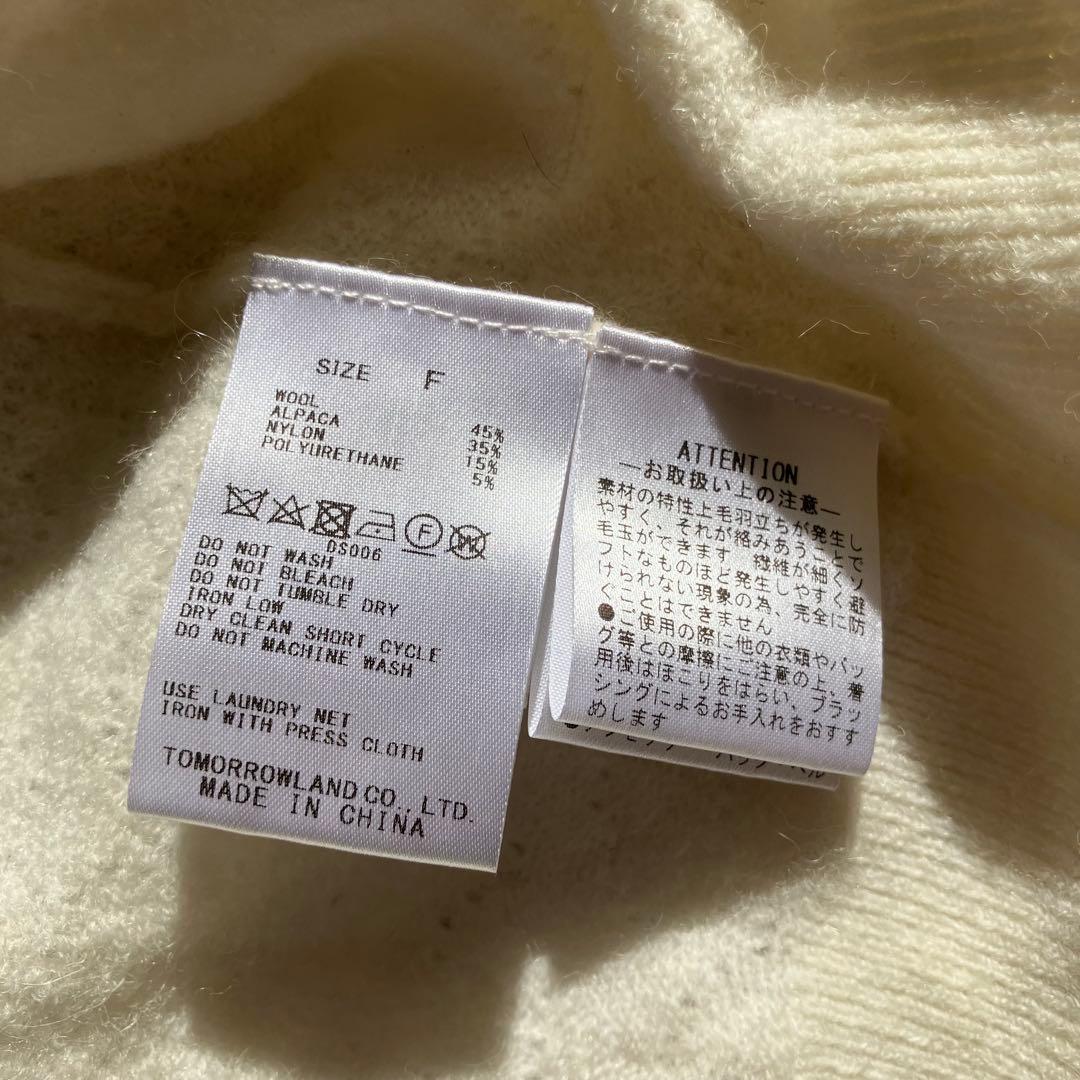 SIZE F
WOOL 45%
ALPACA 35%
NYLON 15%
POLYURETHANE 5%
F W
DS006
DO NOT WASH
DO NOT BLEACH
DO NOT TUMBLE DRY
IRON LOW
DRY CLEAN SHORT CYCLE
DO NOT MACHINE WASH
USE LAUNDRY NET
IRON WITH PRESS CLOTH
TOMORROWLAND CO., LTD.
MADE IN CHINA
ATTENTION
―お取扱い上の注意―
素材の特性上毛羽立ちが発生し
やすく、それが絡みあうことで
毛玉ができます 繊維が細くソ
フトなものほど発生しやすく避
けられない現象の為、完全に防
ぐことはできません
●ご使用の際に他の衣類やバッ
グ等との摩擦にご注意の上、着
用後はほこりをはらい、ブラッ
シングによるお手入れをおすす
めします